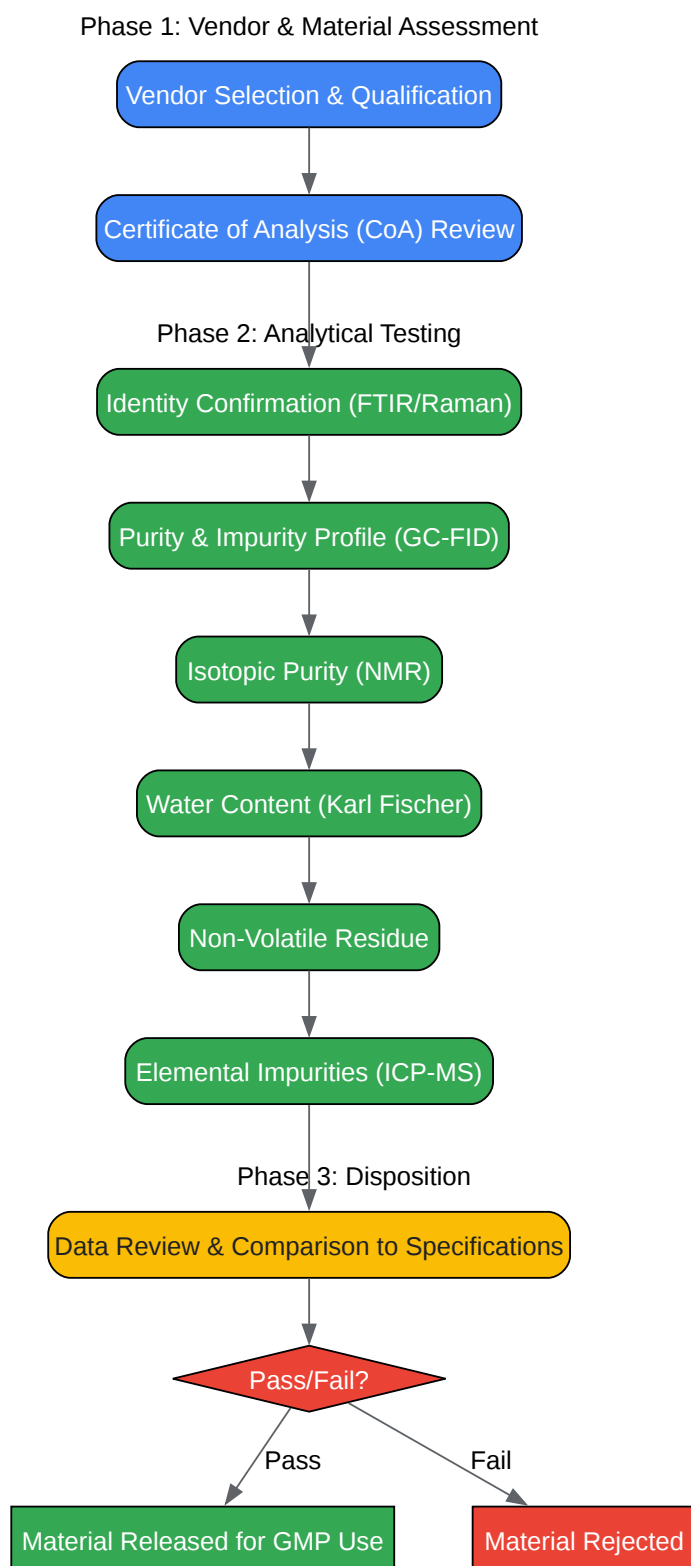 Phase 1: Vendor & Material Assessment
Vendor Selection & Qualification
Certificate of Analysis (CoA) Review
Phase 2: Analytical Testing
Identity Confirmation (FTIR/Raman)
Purity & Impurity Profile (GC-FID)
Isotopic Purity (NMR)
Water Content (Karl Fischer)
Non-Volatile Residue
Elemental Impurities (ICP-MS)
Phase 3: Disposition
Data Review & Comparison to Specifications
Pass/Fail?
Pass
Fail
Material Released for GMP Use
Material Rejected